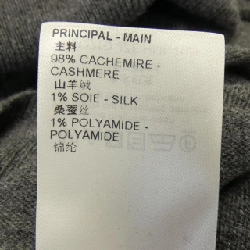 PRINCIPAL - MAIN
主料
98% CACHEMIRE -
CASHMERE
山羊绒
1% SOIE - SILK
桑蚕丝
1% POLYAMIDE -
POLYAMIDE
锦纶